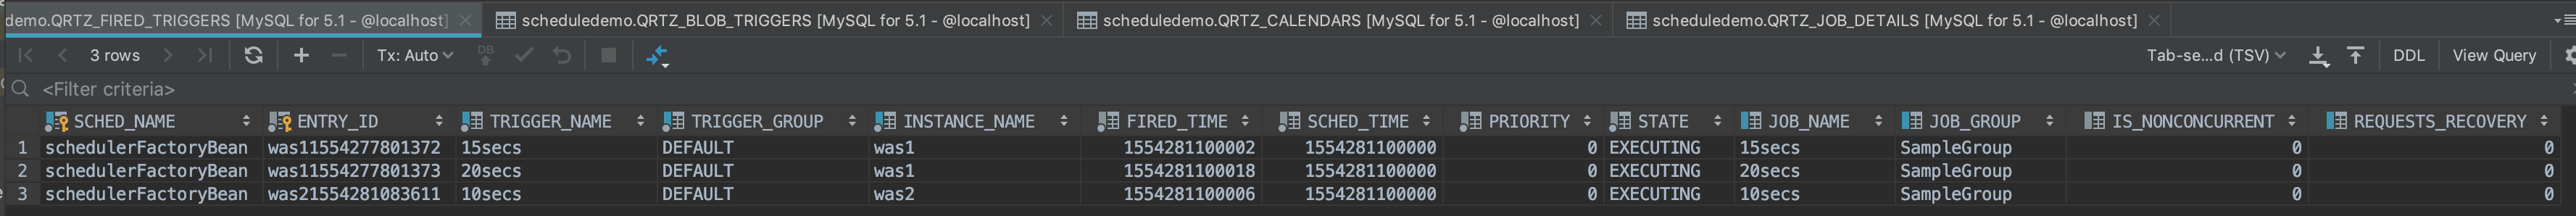 demo.QRTZ_FIRED_TRIGGERS [MySQL for 5.1 - @localhost] scheduledemo.QRTZ_BLOB_TRIGGERS [MySQL for 5.1 - @localhost] scheduledemo.QRTZ_CALENDARS [MySQL for 5.1 - @localhost] scheduledemo.QRTZ_JOB_DETAILS [MySQL for 5.1 - @localhost]
3 rows Tx: Auto DB Tab-se...d (TSV) DDL View Query
<Filter criteria>
SCHED_NAME ENTRY_ID TRIGGER_NAME TRIGGER_GROUP INSTANCE_NAME FIRED_TIME SCHED_TIME PRIORITY STATE JOB_NAME JOB_GROUP IS_NONCONCURRENT REQUESTS_RECOVERY
1 schedulerFactoryBean was11554277801372 15secs DEFAULT was1 1554281100002 1554281100000 0 EXECUTING 15secs SampleGroup 0 0
2 schedulerFactoryBean was11554277801373 20secs DEFAULT was1 1554281100018 1554281100000 0 EXECUTING 20secs SampleGroup 0 0
3 schedulerFactoryBean was21554281083611 10secs DEFAULT was2 1554281100006 1554281100000 0 EXECUTING 10secs SampleGroup 0 0